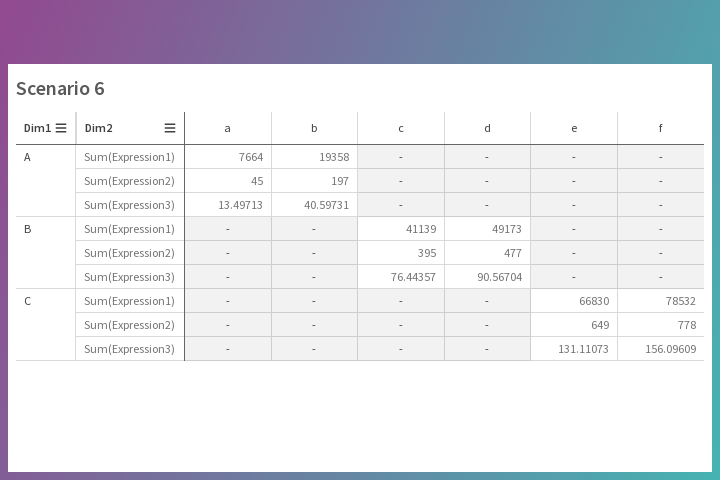 Scenario 6
Dim1 Dim2 a b c d e f
A Sum(Expression1) 7664 19358 - - - -
Sum(Expression2) 45 197 - - - -
Sum(Expression3) 13.49713 40.59731 - - - -
B Sum(Expression1) - - 41139 49173 - -
Sum(Expression2) - - 395 477 - -
Sum(Expression3) - - 76.44357 90.56704 - -
C Sum(Expression1) - - - - 66830 78532
Sum(Expression2) - - - - 649 778
Sum(Expression3) - - - - 131.11073 156.09609